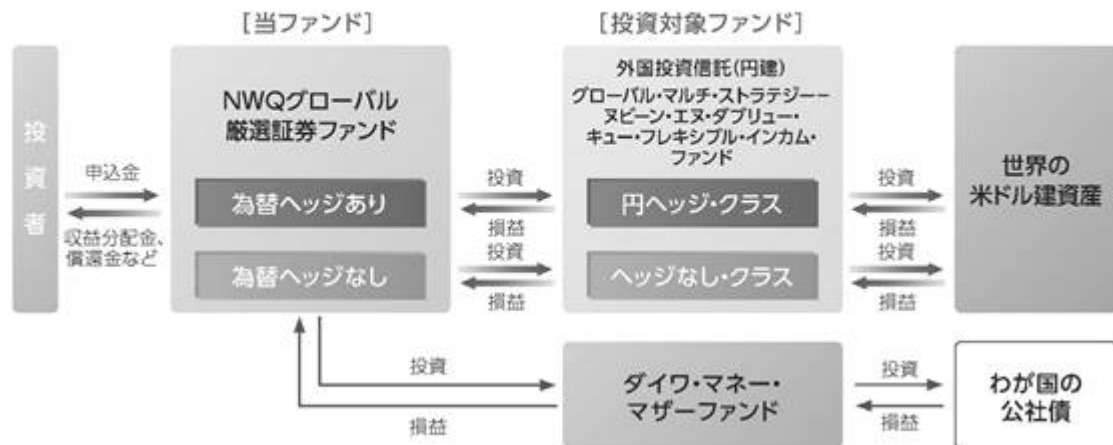 [当ファンド]
[投資対象ファンド]
投資者
申込金
収益分配金、
償還金など
NWQグローバル
厳選証券ファンド
為替ヘッジあり
為替ヘッジなし
投資
損益
投資
損益
外国投資信託(円建)
グローバル・マルチ・ストラテジー−
ヌビーン・エヌ・ダブリュー・
キュー・フレキシブル・インカム・
ファンド
円ヘッジ・クラス
ヘッジなし・クラス
投資
損益
投資
損益
世界の
米ドル建資産
投資
損益
ダイワ・マネー・
マザーファンド
投資
損益
わが国の
公社債